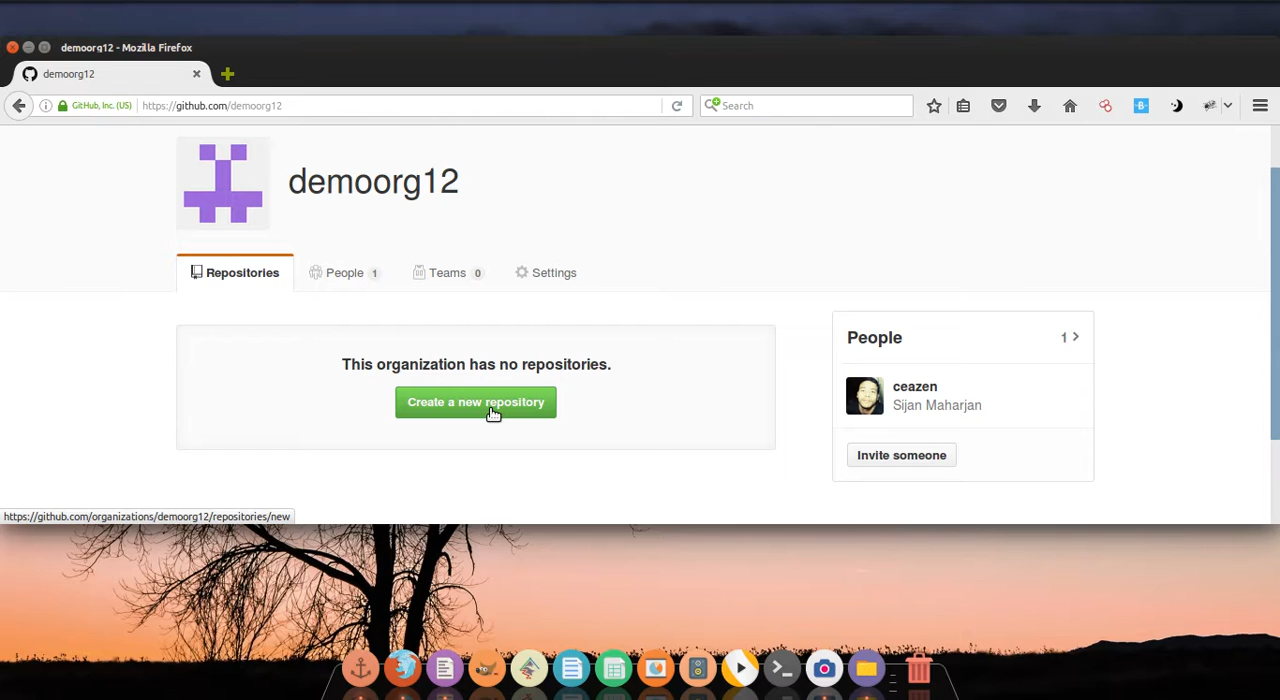 demoorg12 - Mozilla Firefox
demoorg12
GitHub, Inc. (US) https://github.com/demoorg12 Search
demoorg12
Repositories People 1 Teams 0 Settings
This organization has no repositories.
Create a new repository
People 1
ceazen
Sijan Maharjan
Invite someone
https://github.com/organizations/demoorg12/repositories/new